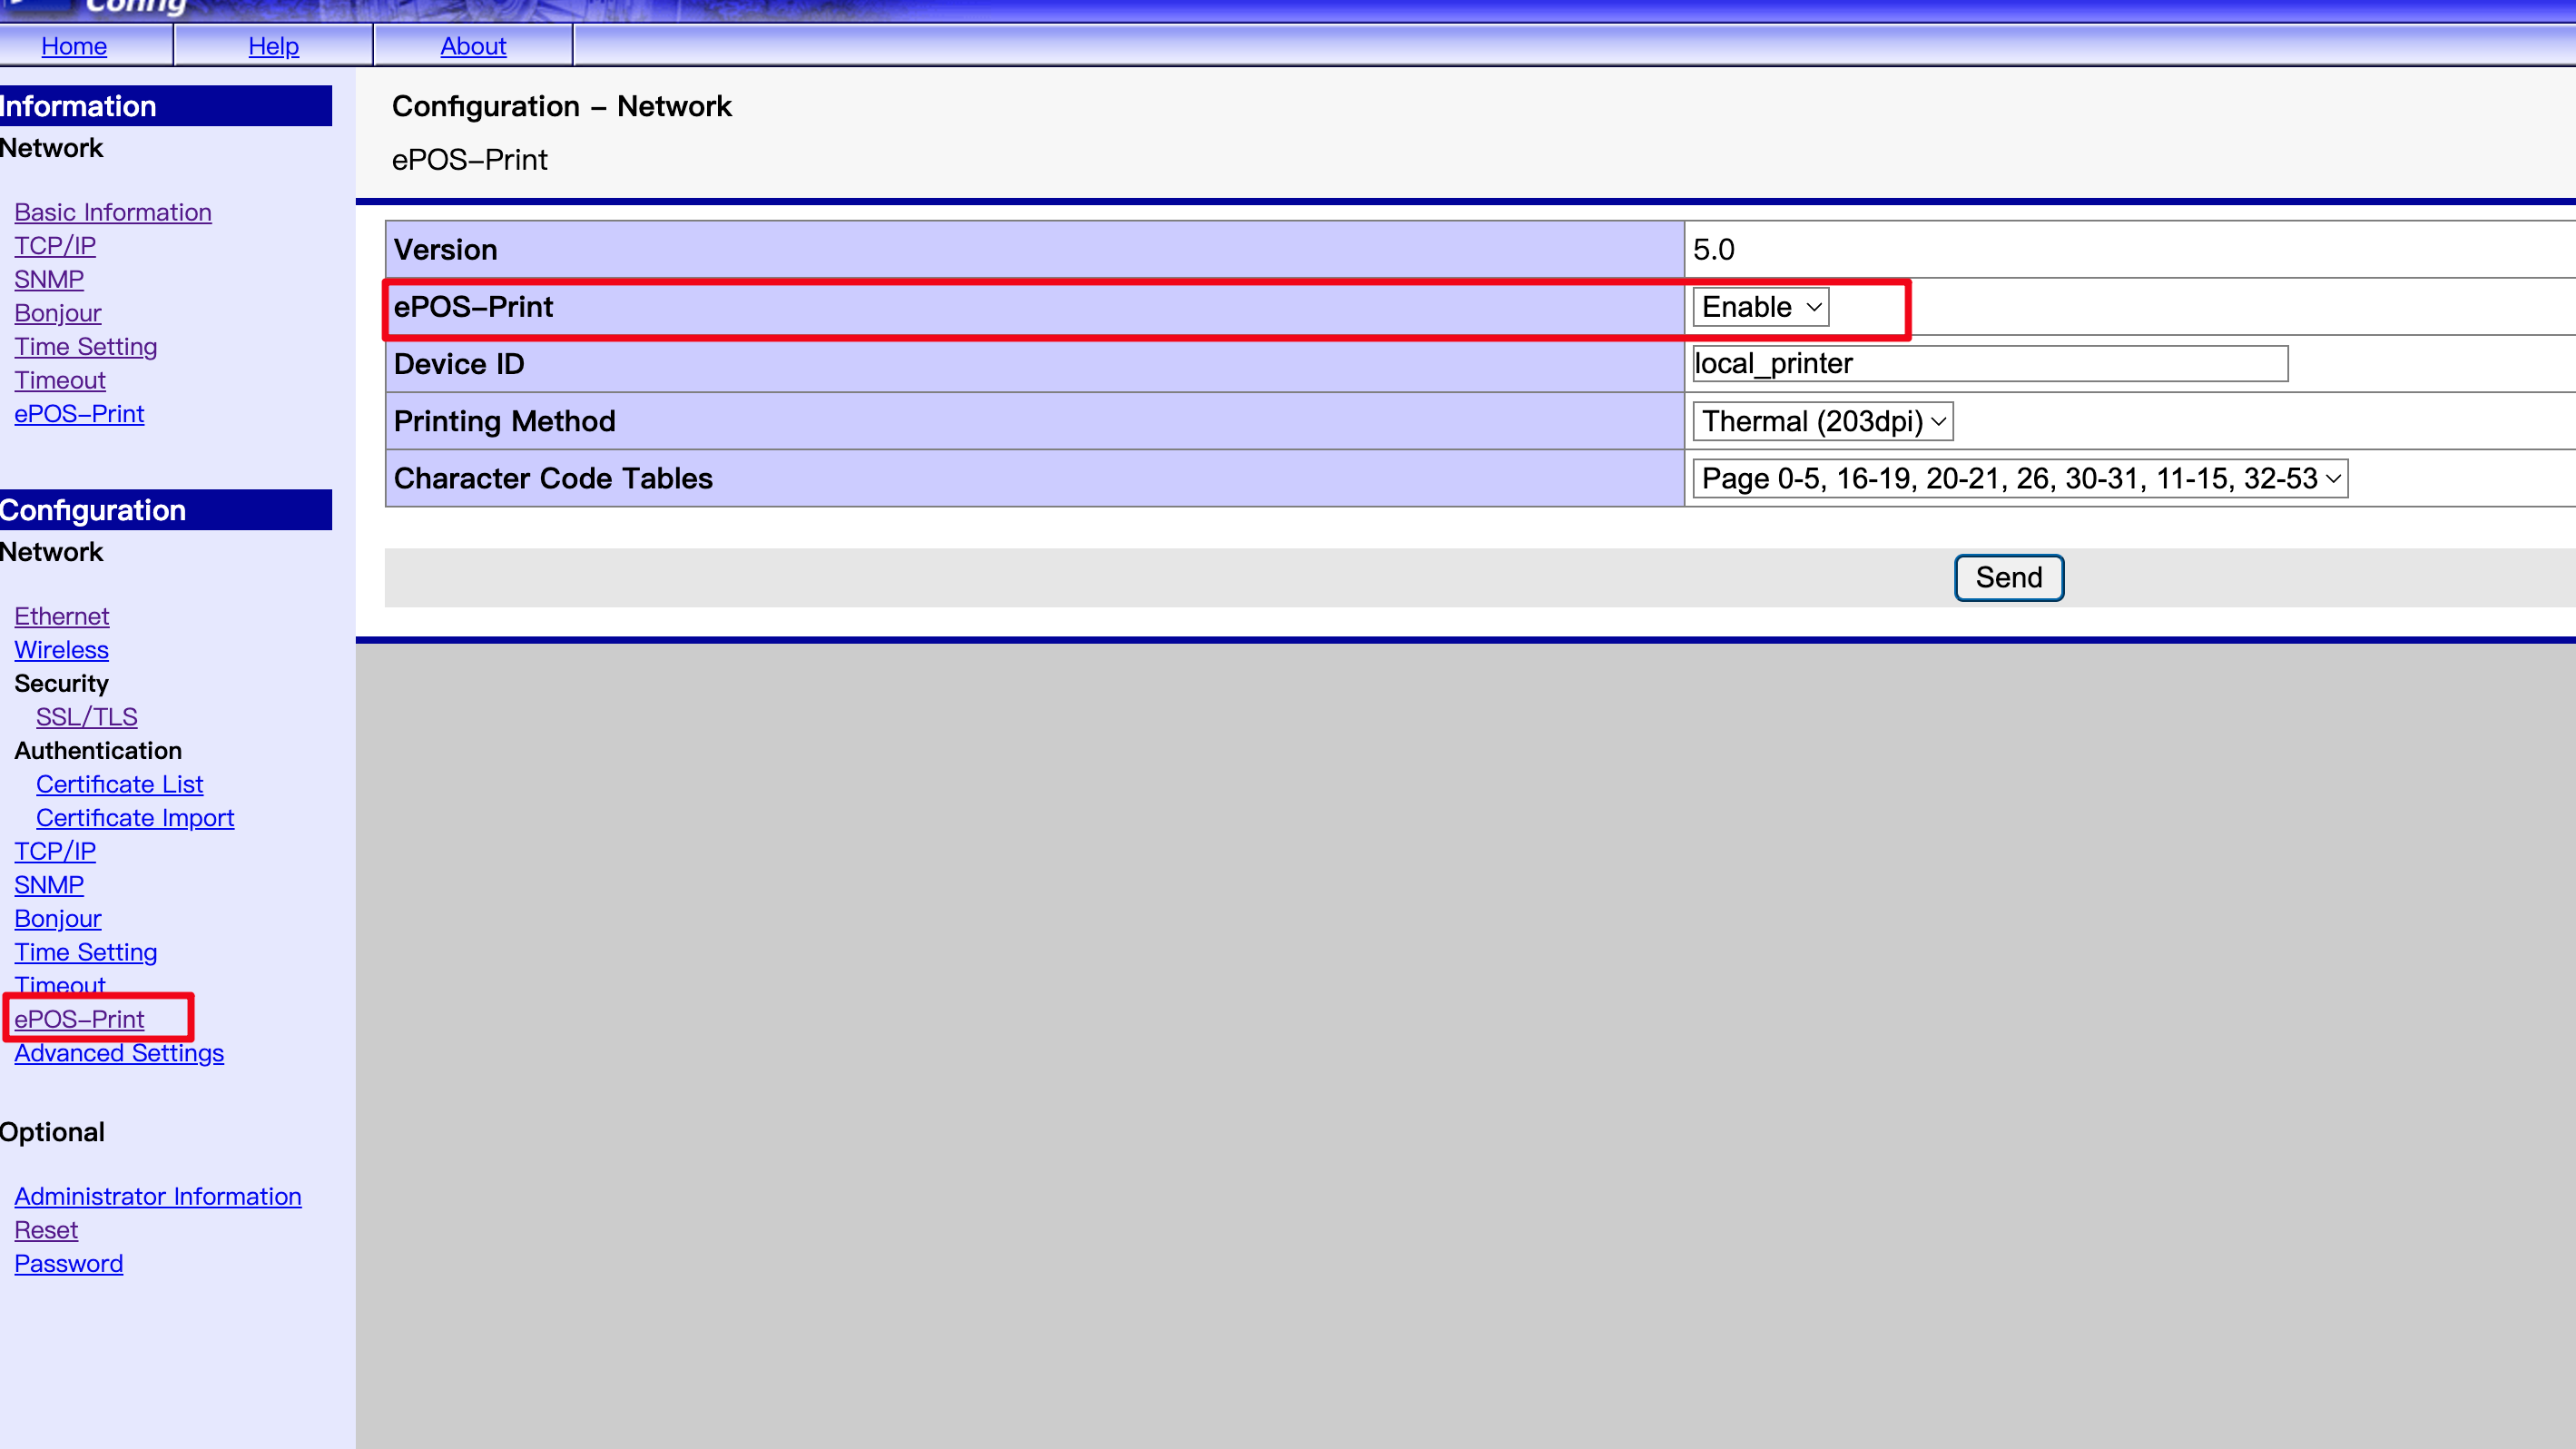 Config
Home
Help
About
Information
Network
Basic Information
TCP/IP
SNMP
Bonjour
Time Setting
Timeout
ePOS–Print
Configuration
Network
Ethernet
Wireless
Security
SSL/TLS
Authentication
Certificate List
Certificate Import
TCP/IP
SNMP
Bonjour
Time Setting
Timeout
ePOS–Print
Advanced Settings
Optional
Administrator Information
Reset
Password
Configuration – Network
ePOS–Print
Version 5.0
ePOS–Print Enable
Device ID local_printer
Printing Method Thermal (203dpi)
Character Code Tables Page 0-5, 16-19, 20-21, 26, 30-31, 11-15, 32-53
Send